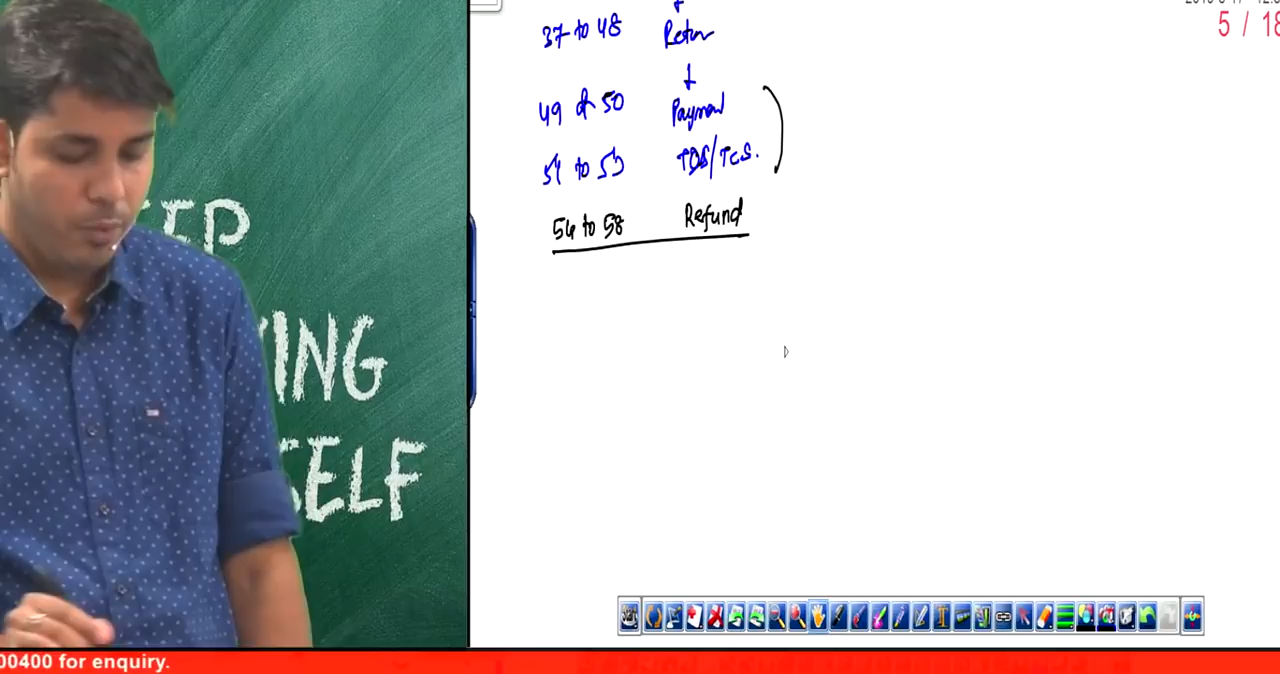 37 to 48 Return
49 & 50 Payment
51 to 53 TDS/TCS.
54 to 58 Refund
5 / 18
ING
SELF
00400 for enquiry.